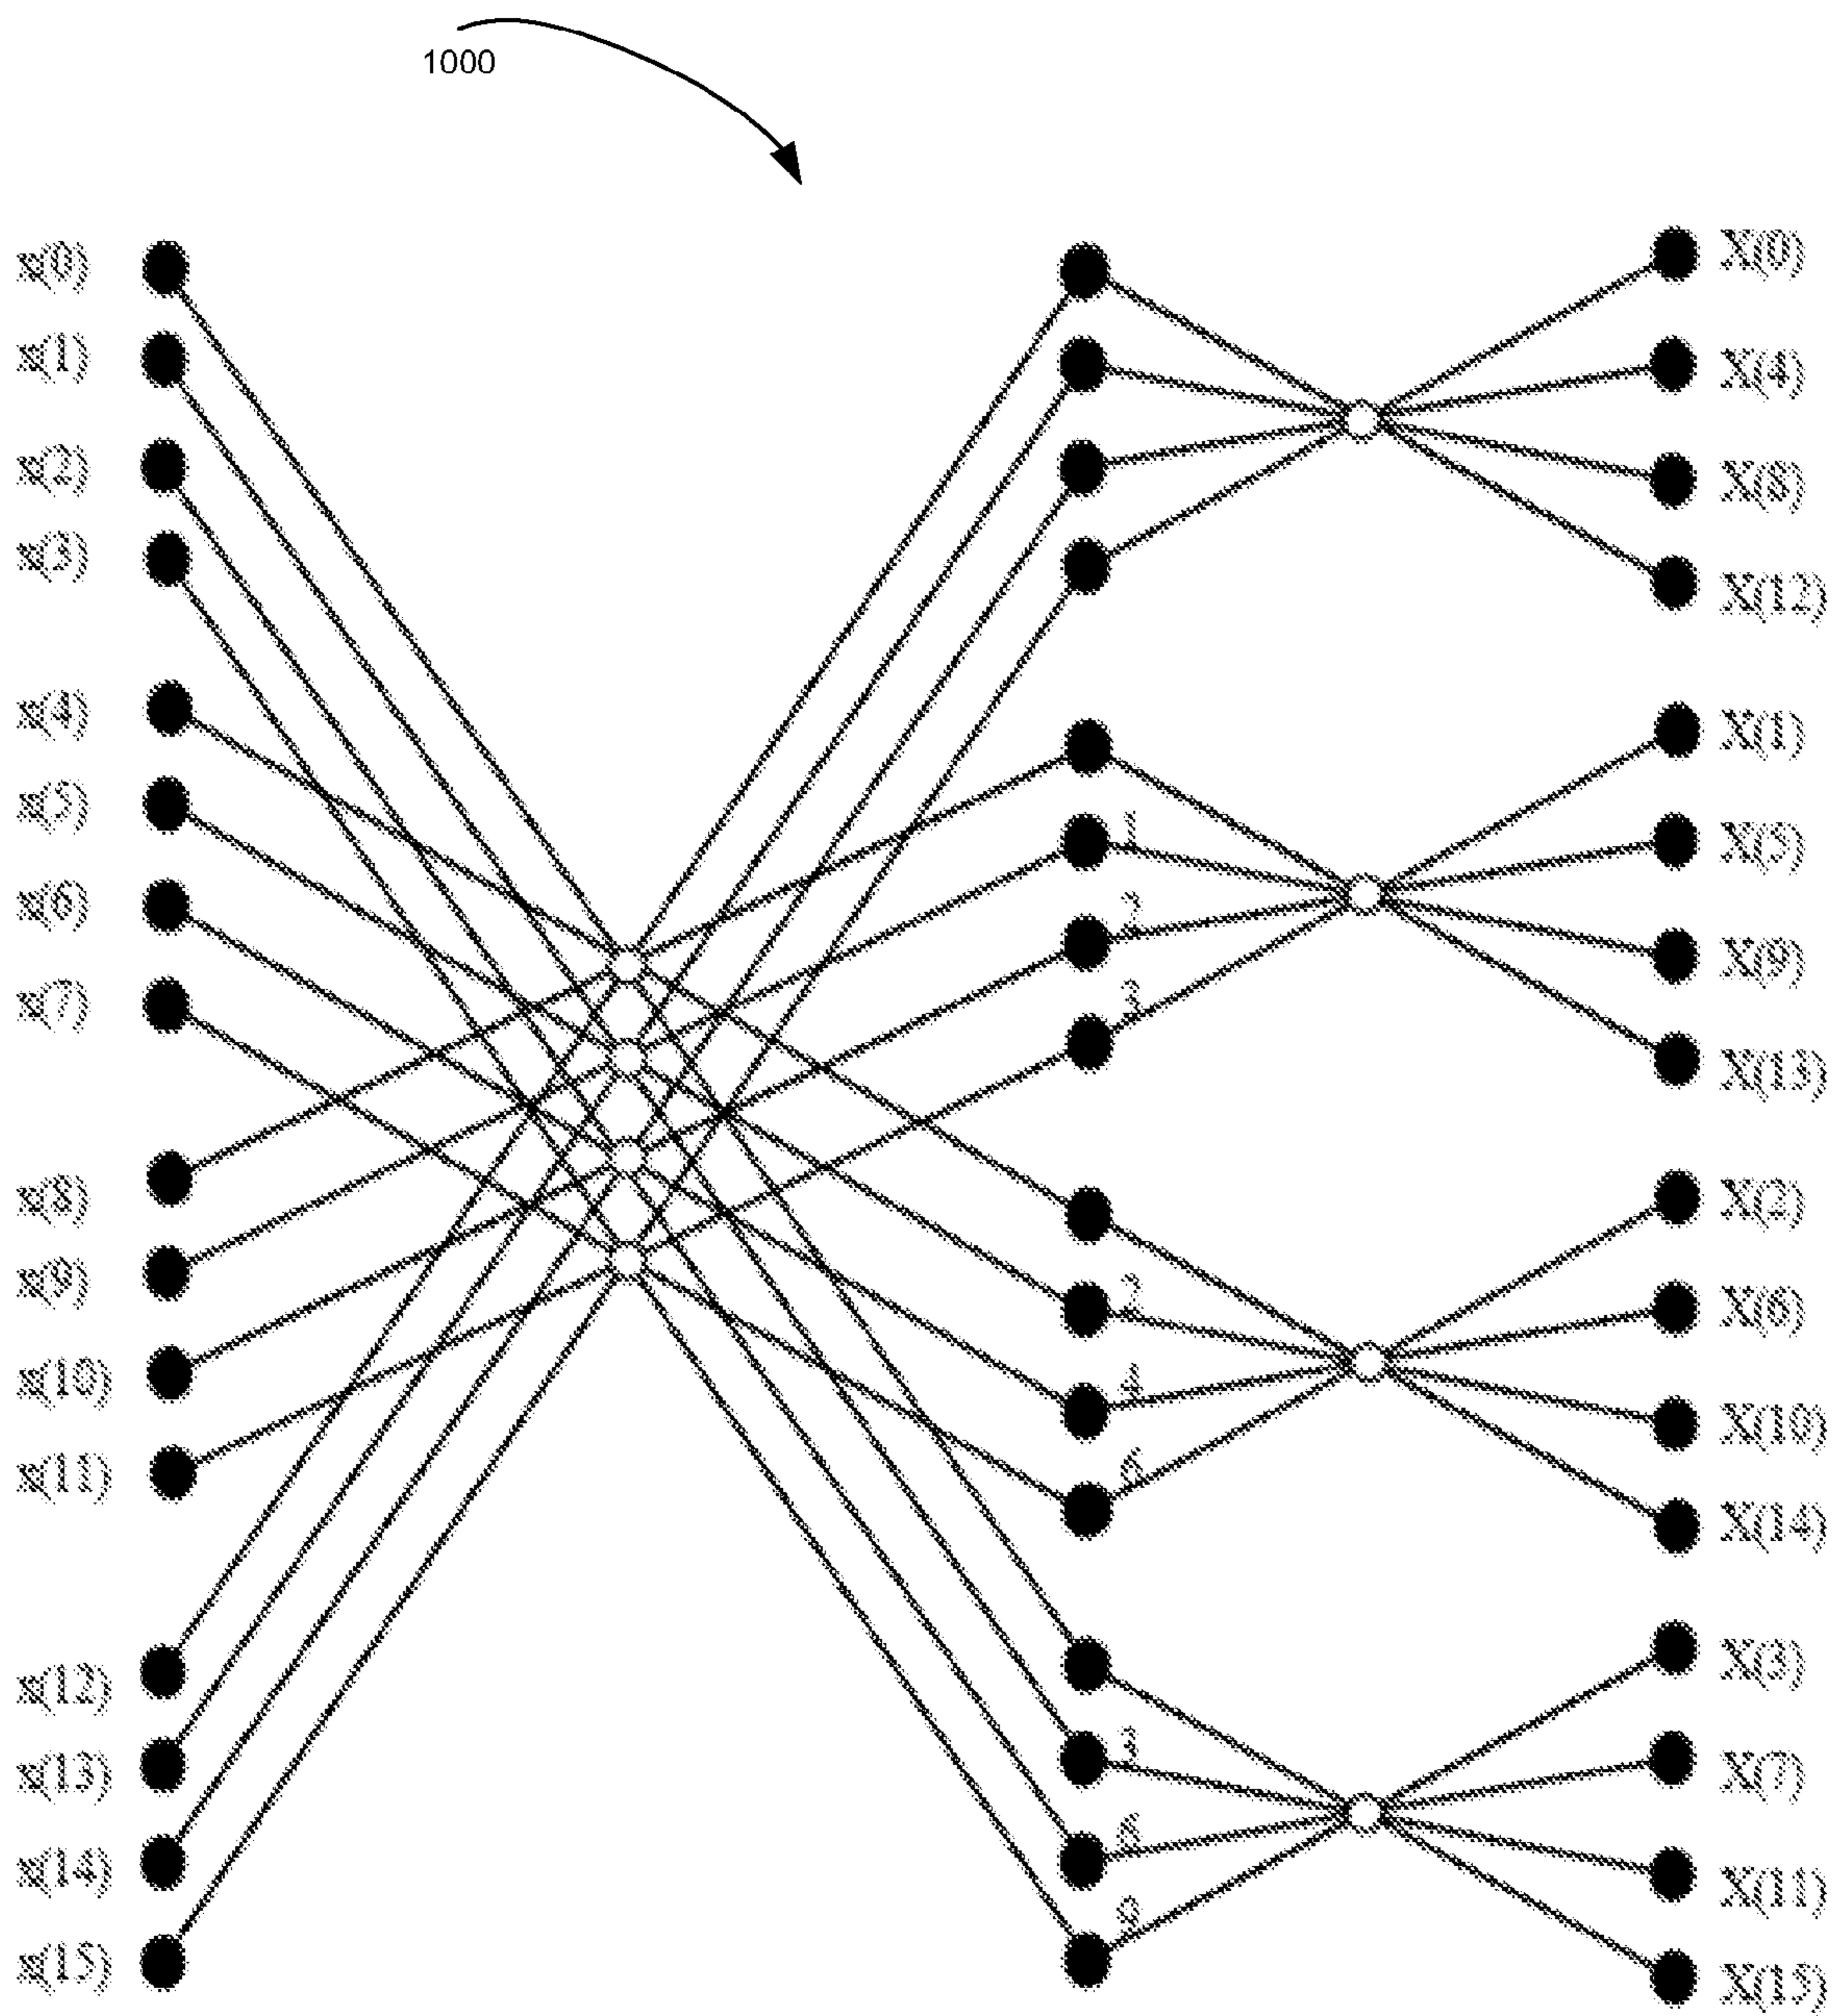 1000
x(0)
x(1)
x(2)
x(3)
x(4)
x(5)
x(6)
x(7)
x(8)
x(9)
x(10)
x(11)
x(12)
x(13)
x(14)
x(15)
1
2
3
2
4
6
3
6
9
X(0)
X(4)
X(8)
X(12)
X(1)
X(5)
X(9)
X(13)
X(2)
X(6)
X(10)
X(14)
X(3)
X(7)
X(11)
X(15)